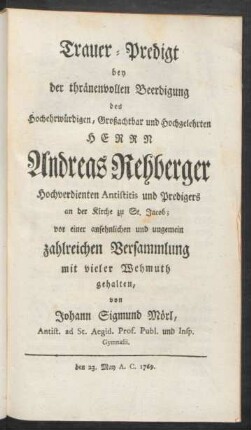 Trauer-Predigt
bey
der thränenvollen Beerdigung
des
Hochehrwürdigen, Großachtbar und Hochgelehrten
HERRN
Andreas Rehberger
Hochverdienten Antistitis und Predigers
an der Kirche zu St. Jacob;
vor einer ansehnlichen und ungemein
zahlreichen Versammlung
mit vieler Wehmuth
gehalten,
von
Johann Sigmund Mörl,
Antist. ad St. Aegid. Prof. Publ. und Insp.
Gymnasii.
den 23. May A. C. 1769.